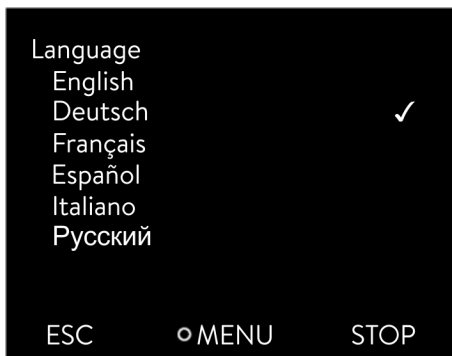 Language
English
Deutsch ✓
Français
Español
Italiano
Русский
ESC MENU STOP